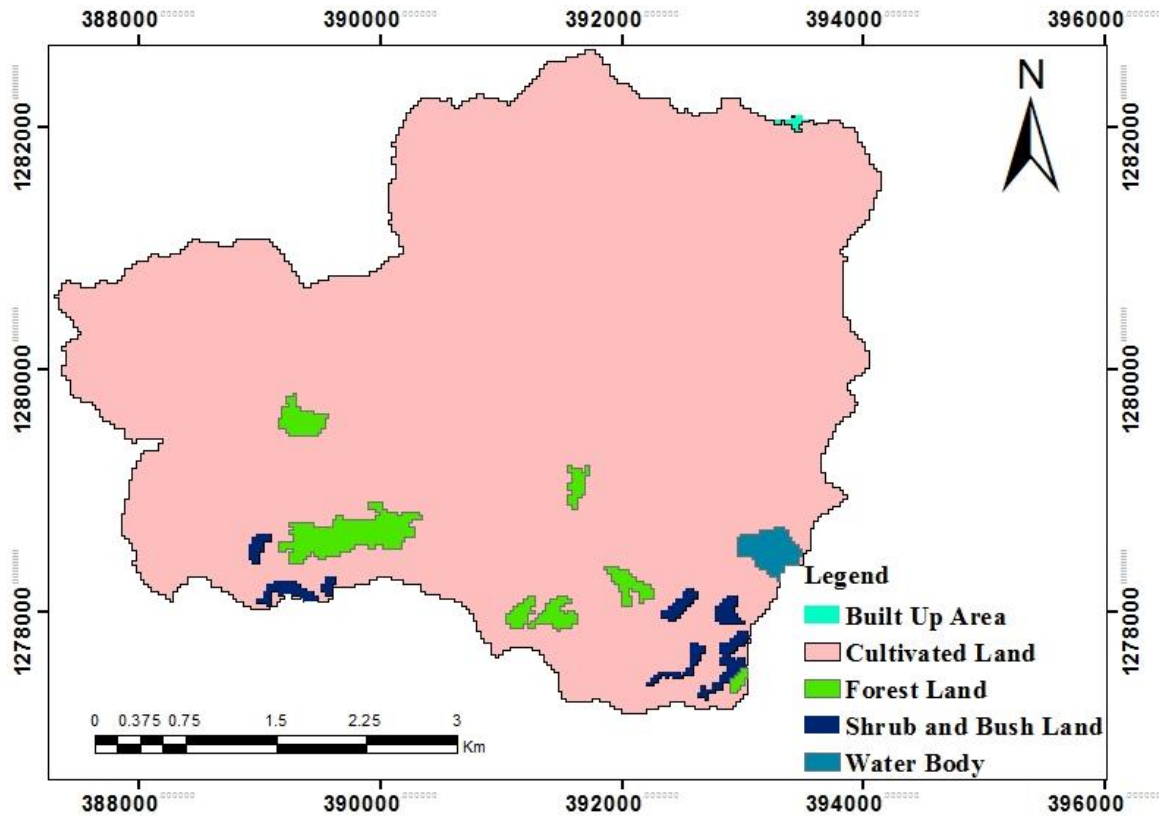 388000 390000 392000 394000 396000
1282000 1282000
1280000 1280000
1278000 1278000
N
Legend
Built Up Area
Cultivated Land
Forest Land
Shrub and Bush Land
Water Body
0 0.375 0.75 1.5 2.25 3
Km
388000 390000 392000 394000 396000